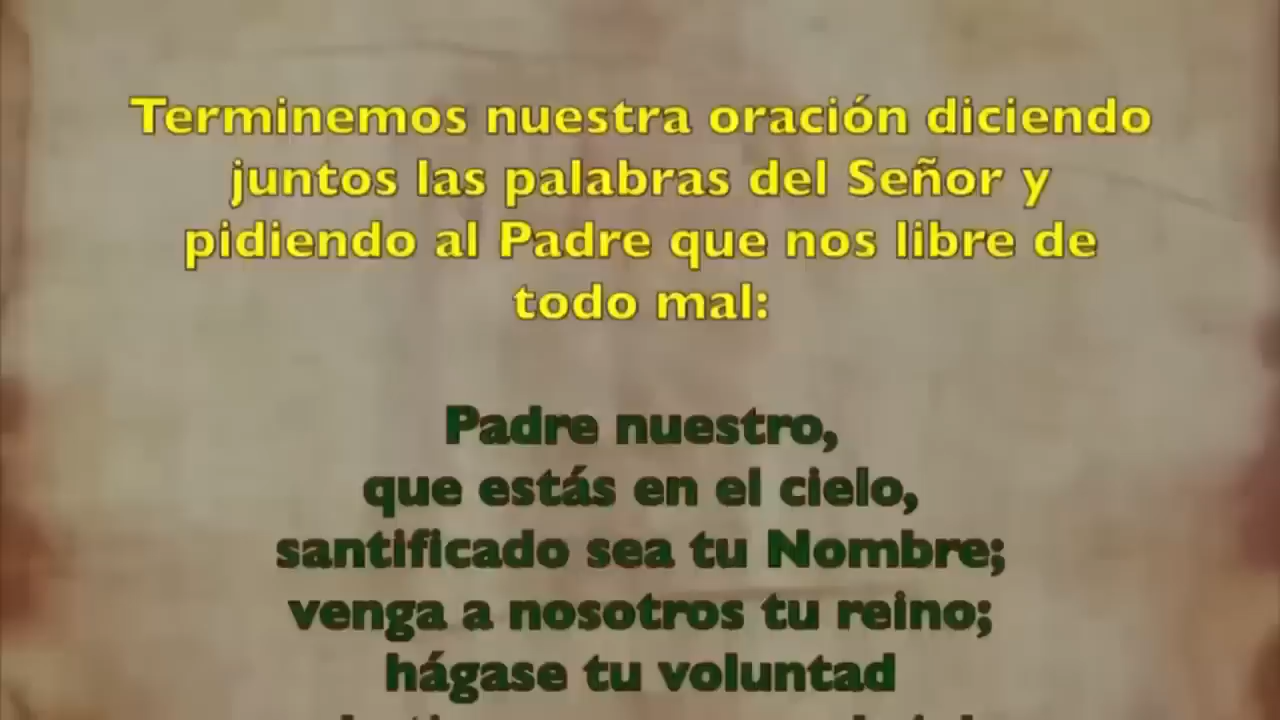 Terminemos nuestra oración diciendo
juntos las palabras del Señor y
pidiendo al Padre que nos libre de
todo mal:
Padre nuestro,
que estás en el cielo,
santificado sea tu Nombre;
venga a nosotros tu reino;
hágase tu voluntad